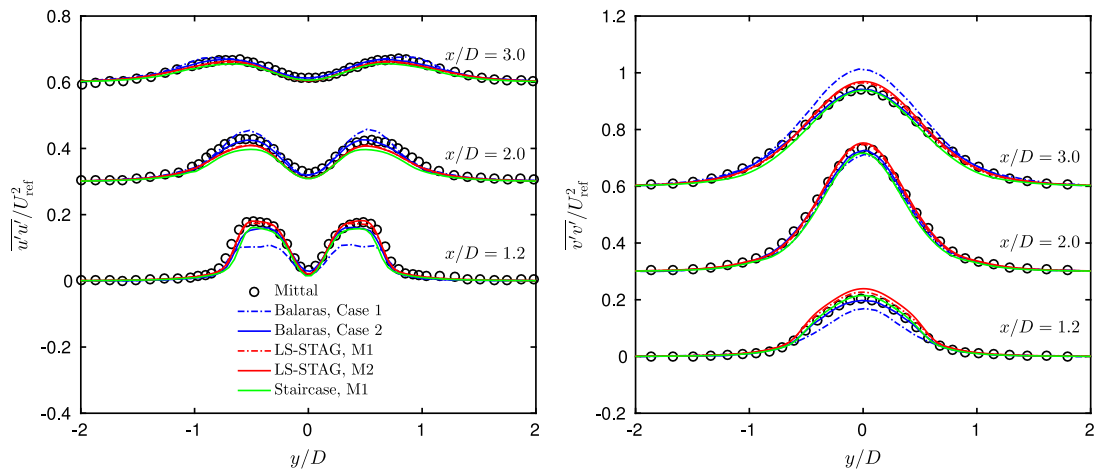 0.8
0.6
0.4
0.2
0
-0.2
-0.4
-2
-1
0
1
2
y/D
u′u′/U²ref
x/D = 3.0
x/D = 2.0
x/D = 1.2
Mittal
Balaras, Case 1
Balaras, Case 2
LS-STAG, M1
LS-STAG, M2
Staircase, M1
1.2
1
0.8
0.6
0.4
0.2
0
-0.2
-2
-1
0
1
2
y/D
v′v′/U²ref
x/D = 3.0
x/D = 2.0
x/D = 1.2